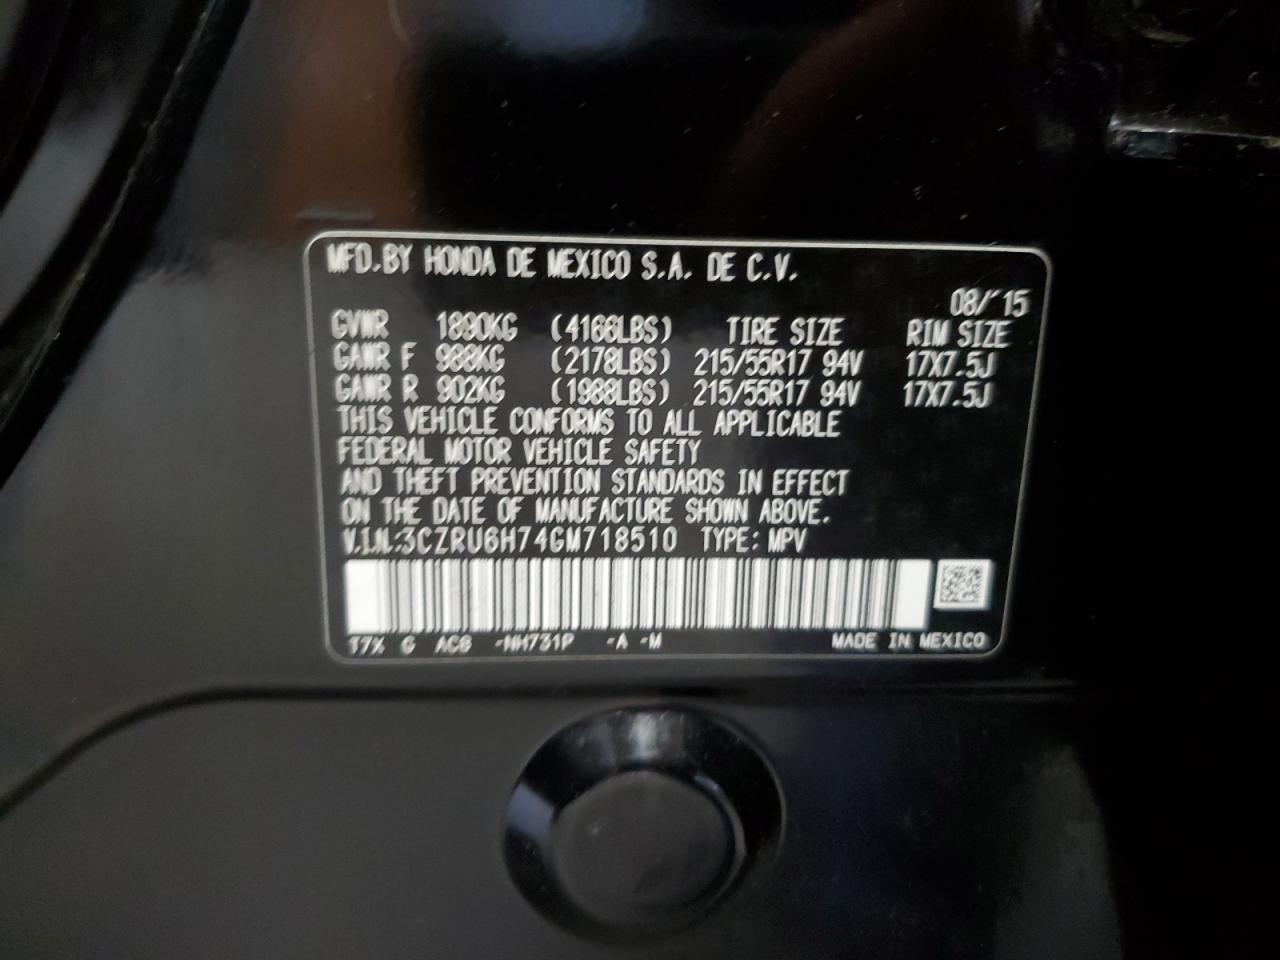 MFD.BY HONDA DE MEXICO S.A. DE C.V.
08/'15
GVWR 1890KG (4166LBS) TIRE SIZE RIM SIZE
GAWR F 988KG (2178LBS) 215/55R17 94V 17X7.5J
GAWR R 902KG (1988LBS) 215/55R17 94V 17X7.5J
THIS VEHICLE CONFORMS TO ALL APPLICABLE
FEDERAL MOTOR VEHICLE SAFETY
AND THEFT PREVENTION STANDARDS IN EFFECT
ON THE DATE OF MANUFACTURE SHOWN ABOVE.
V.I.N.:3CZRU6H74GM718510 TYPE: MPV
T7X G AC8 -NH731P -A -M MADE IN MEXICO